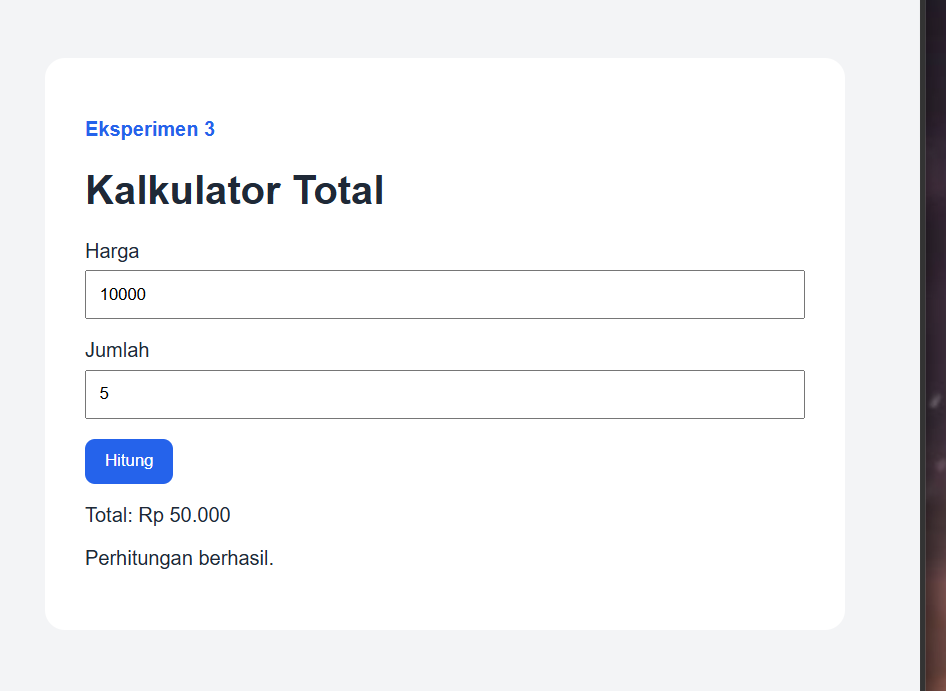 Eksperimen 3
Kalkulator Total
Harga
10000
Jumlah
5
Hitung
Total: Rp 50.000
Perhitungan berhasil.